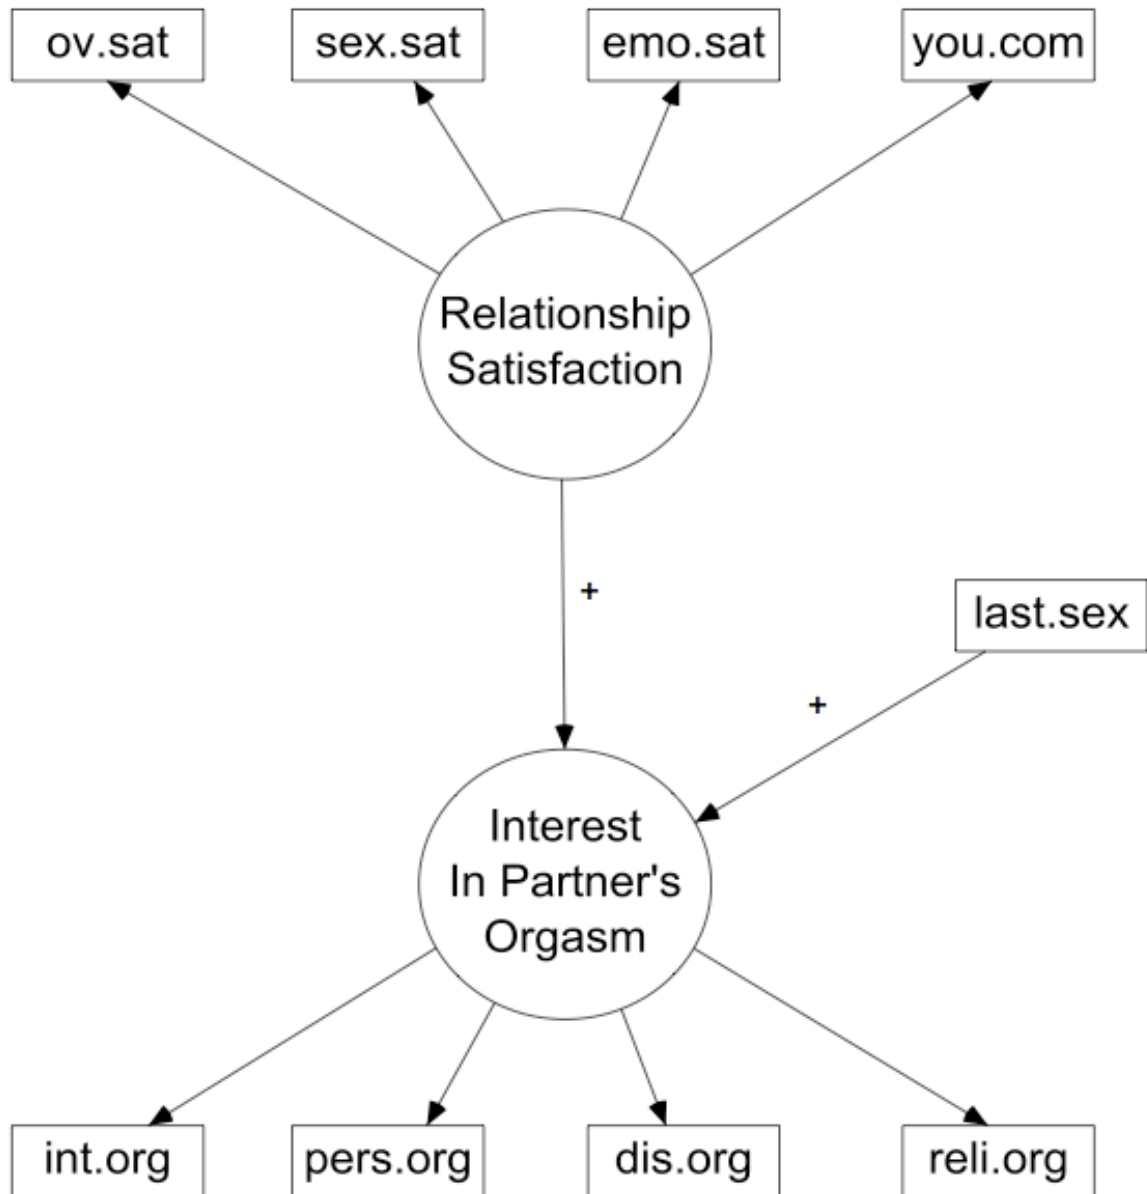 ov.sat
sex.sat
emo.sat
you.com
Relationship
Satisfaction
+
last.sex
+
Interest
In Partner's
Orgasm
int.org
pers.org
dis.org
reli.org